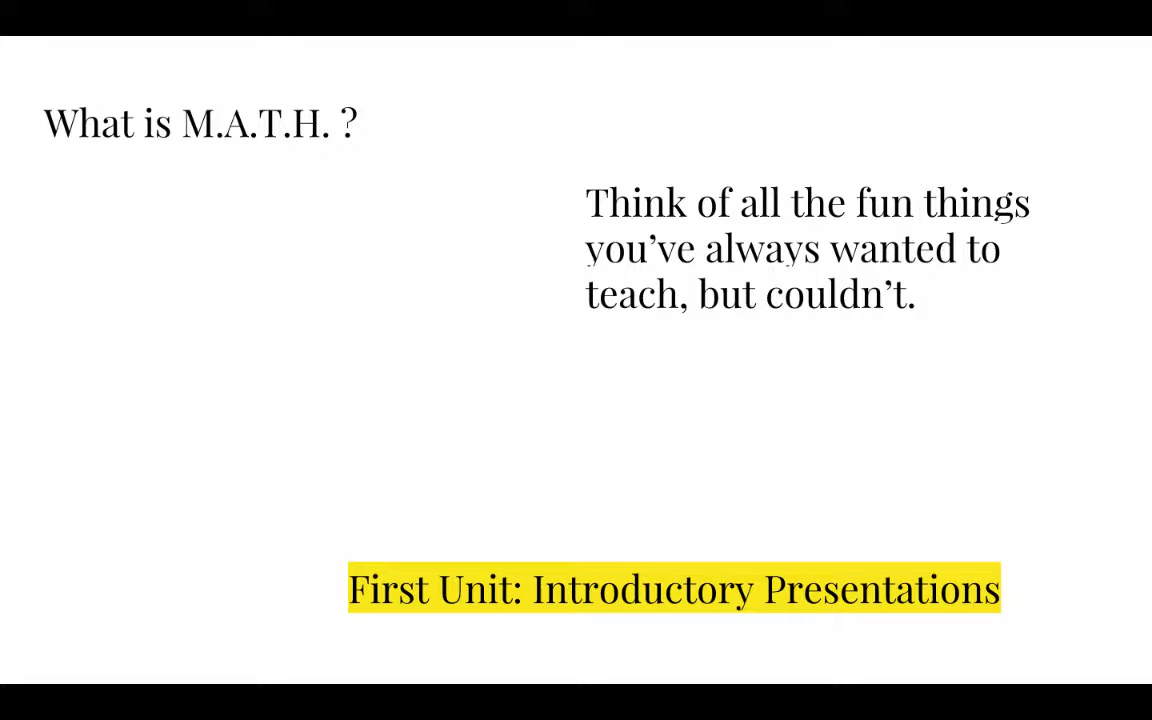 What is M.A.T.H. ?
Think of all the fun things
you’ve always wanted to
teach, but couldn’t.
First Unit: Introductory Presentations